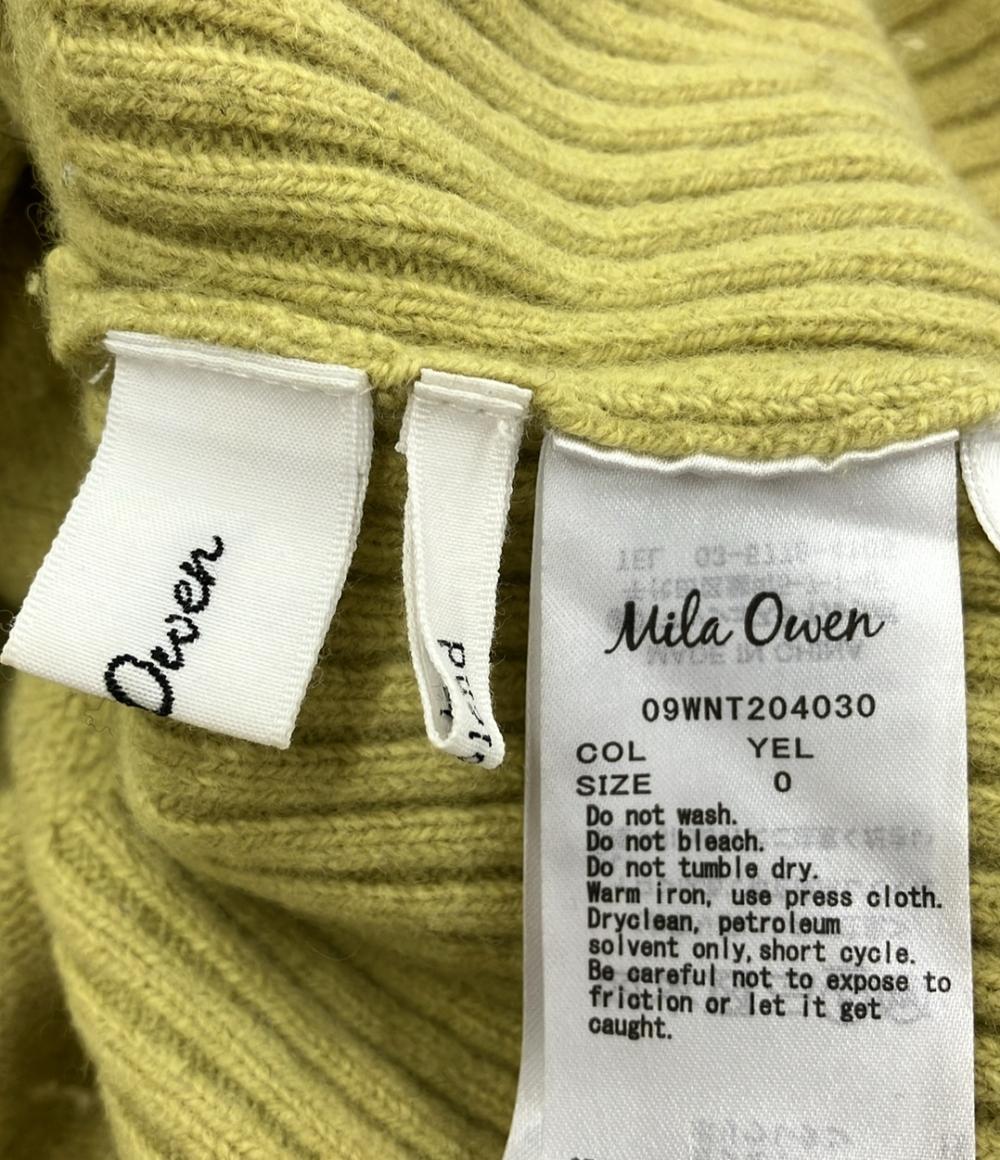 Owen
Mila Owen
09WNT204030
COL YEL
SIZE 0
Do not wash.
Do not bleach.
Do not tumble dry.
Warm iron, use press cloth.
Dryclean, petroleum
solvent only, short cycle.
Be careful not to expose to
friction or let it get
caught.